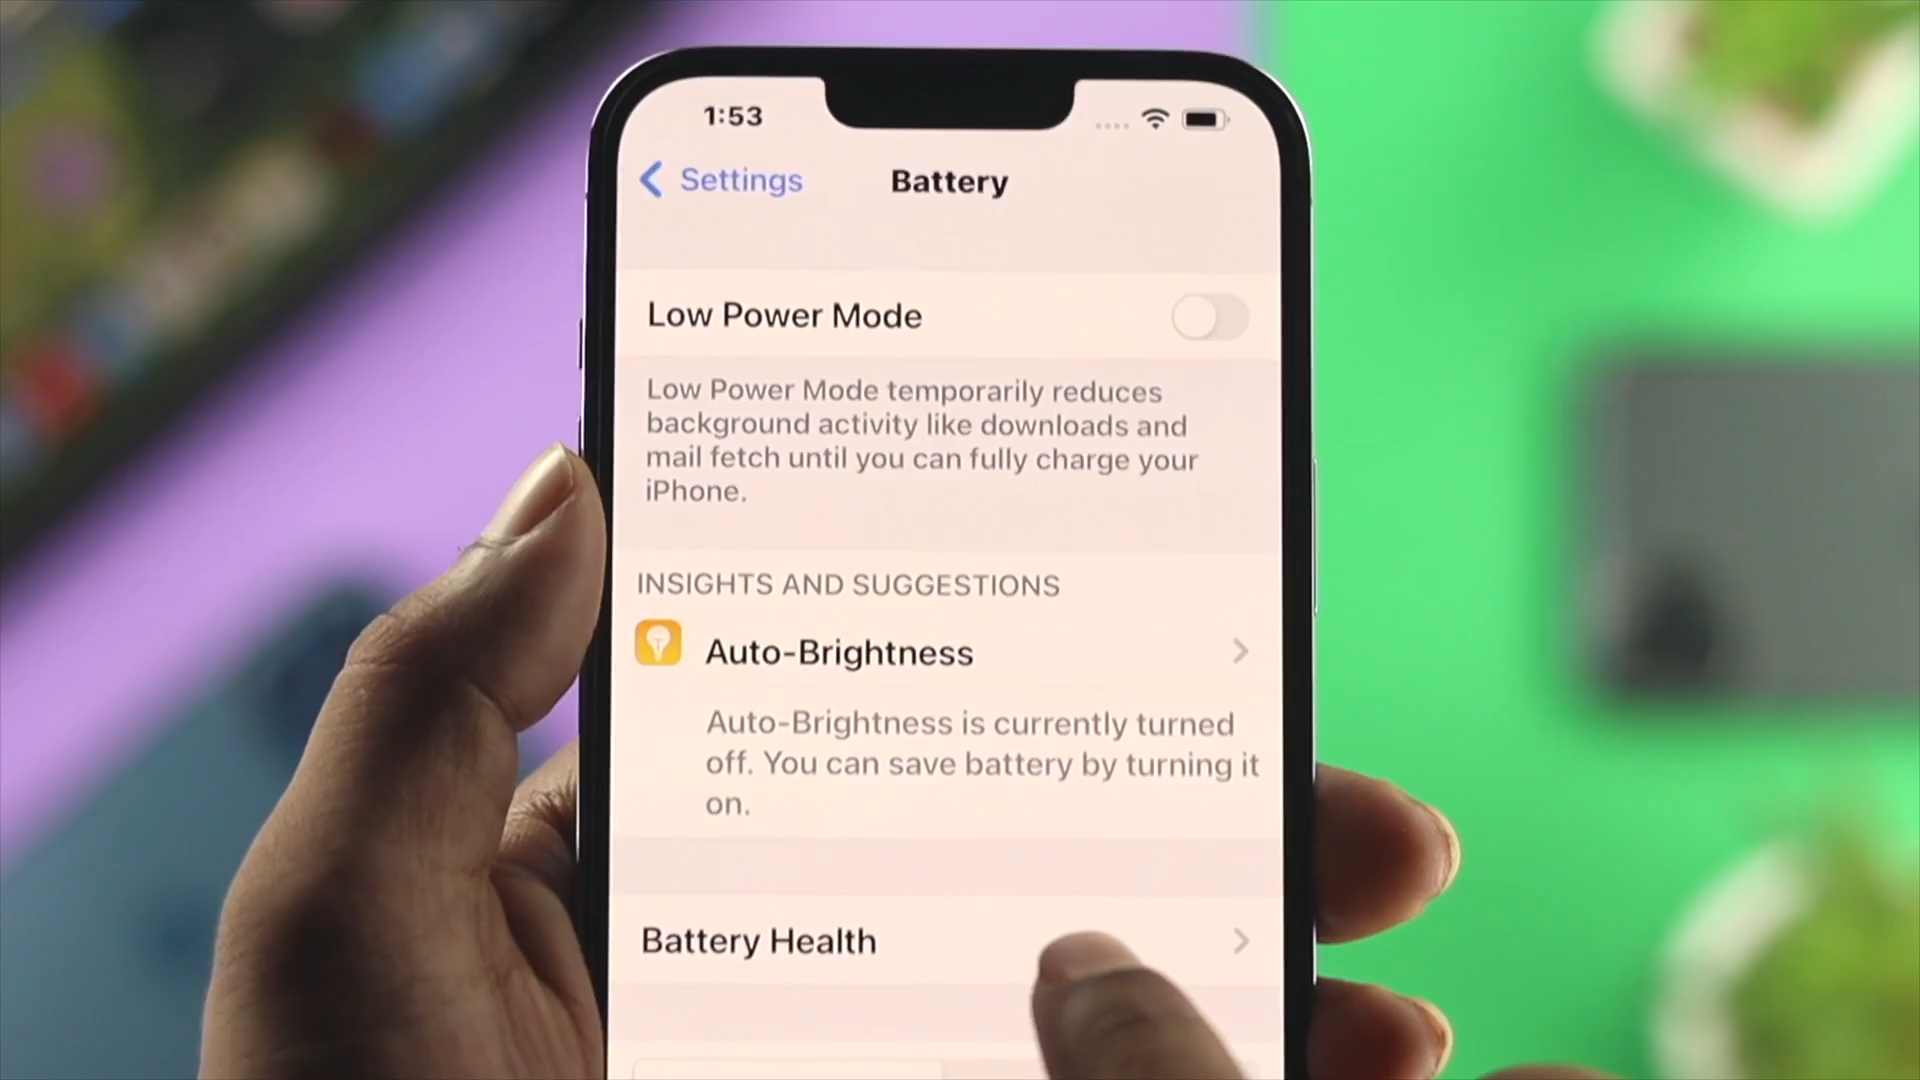 1:53
Settings
Battery
Low Power Mode
Low Power Mode temporarily reduces
background activity like downloads and
mail fetch until you can fully charge your
iPhone.
INSIGHTS AND SUGGESTIONS
Auto-Brightness
Auto-Brightness is currently turned
off. You can save battery by turning it
on.
Battery Health